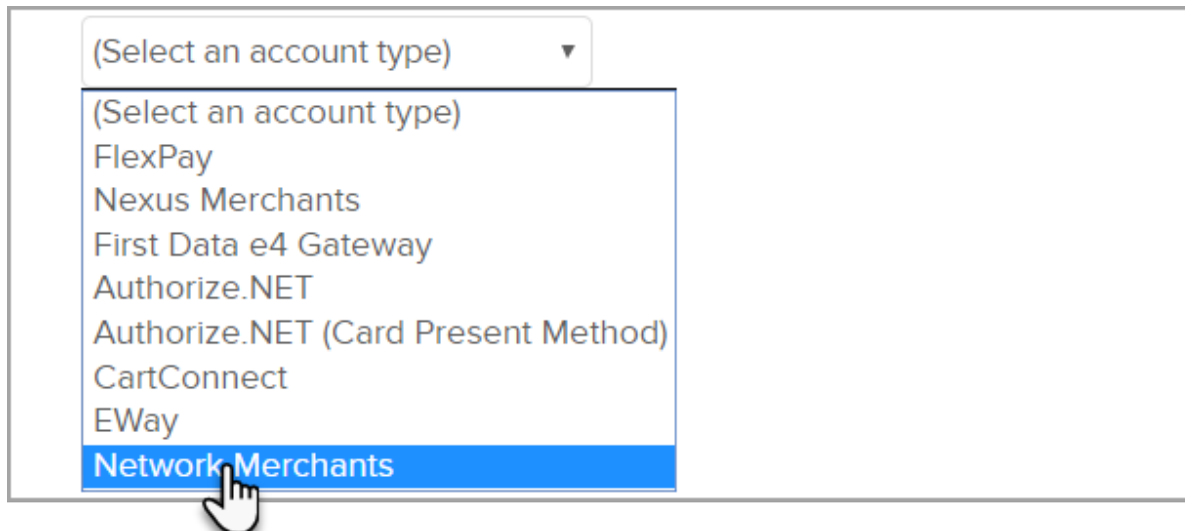 (Select an account type) ▼
(Select an account type)
FlexPay
Nexus Merchants
First Data e4 Gateway
Authorize.NET
Authorize.NET (Card Present Method)
CartConnect
EWay
Network Merchants